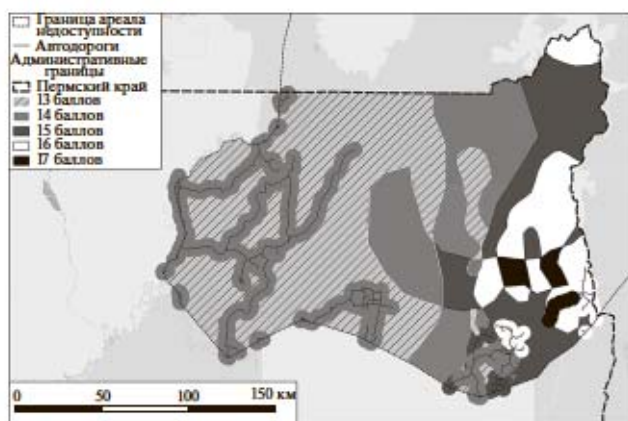 Граница ареала
недоступности
Автодороги
Административные
границы
Пермский край
13 баллов
14 баллов
15 баллов
16 баллов
17 баллов
0 50 100 150 км